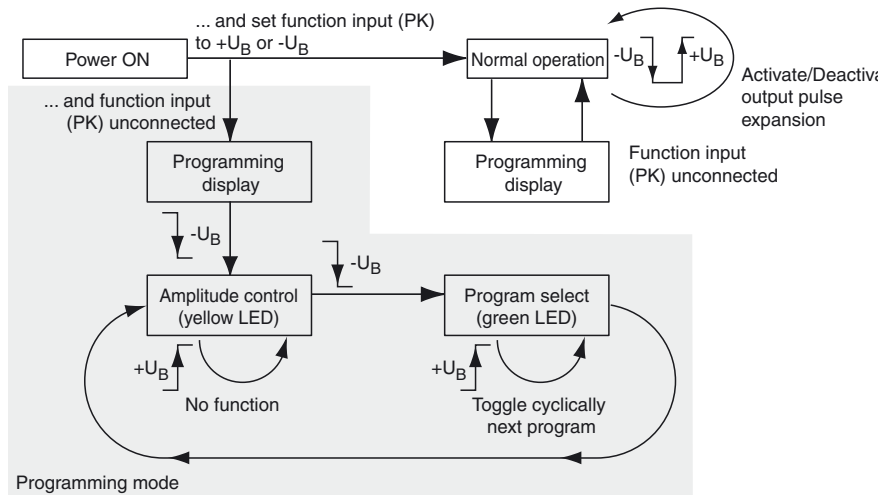 ... and set function input (PK)
to +UB or -UB
Power ON
Normal operation
-UB
+UB
Activate/Deactiva
output pulse
expansion
... and function input
(PK) unconnected
Programming
display
Programming
display
Function input
(PK) unconnected
-UB
-UB
Amplitude control
(yellow LED)
Program select
(green LED)
+UB
+UB
No function
Toggle cyclically
next program
Programming mode